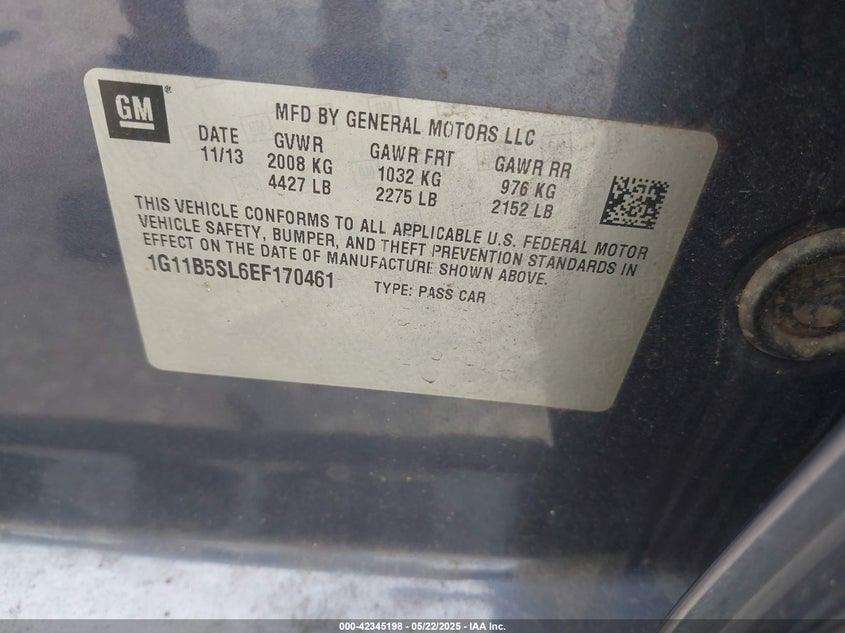 GM®
MFD BY GENERAL MOTORS LLC
DATE GVWR GAWR FRT GAWR RR
11/13 2008 KG 1032 KG 976 KG
4427 LB 2275 LB 2152 LB
THIS VEHICLE CONFORMS TO ALL APPLICABLE U.S. FEDERAL MOTOR
VEHICLE SAFETY, BUMPER, AND THEFT PREVENTION STANDARDS IN
EFFECT ON THE DATE OF MANUFACTURE SHOWN ABOVE.
1G11B5SL6EF170461 TYPE: PASS CAR
000-42345198 - 05/22/2025 - IAA Inc.